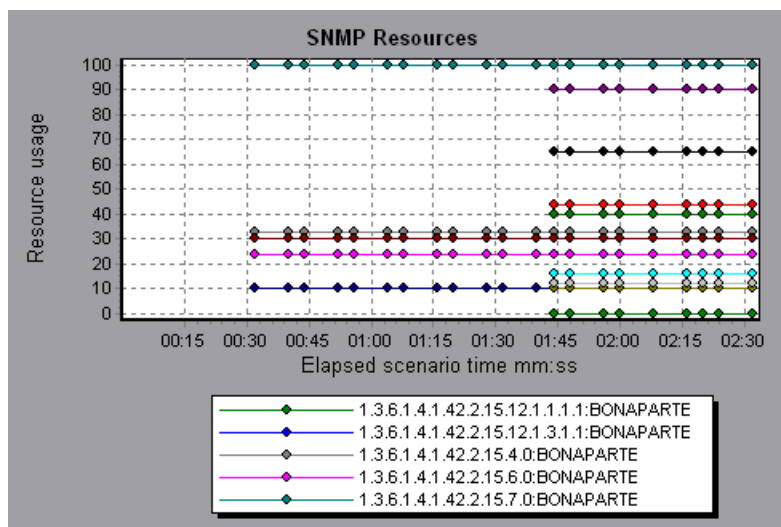 SNMP Resources
100
90
80
70
60
50
40
30
20
10
0
Resource usage
00:15 00:30 00:45 01:00 01:15 01:30 01:45 02:00 02:15 02:30
Elapsed scenario time mm:ss
1.3.6.1.4.1.42.2.15.12.1.1.1.1:BONAPARTE
1.3.6.1.4.1.42.2.15.12.1.3.1.1:BONAPARTE
1.3.6.1.4.1.42.2.15.4.0:BONAPARTE
1.3.6.1.4.1.42.2.15.6.0:BONAPARTE
1.3.6.1.4.1.42.2.15.7.0:BONAPARTE